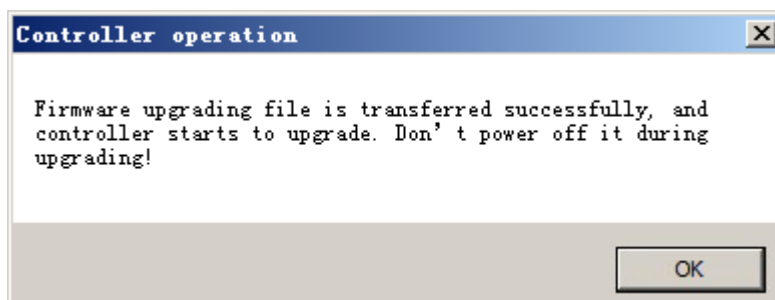 Controller operation
Firmware upgrading file is transferred successfully, and
controller starts to upgrade. Don’t power off it during
upgrading!
OK